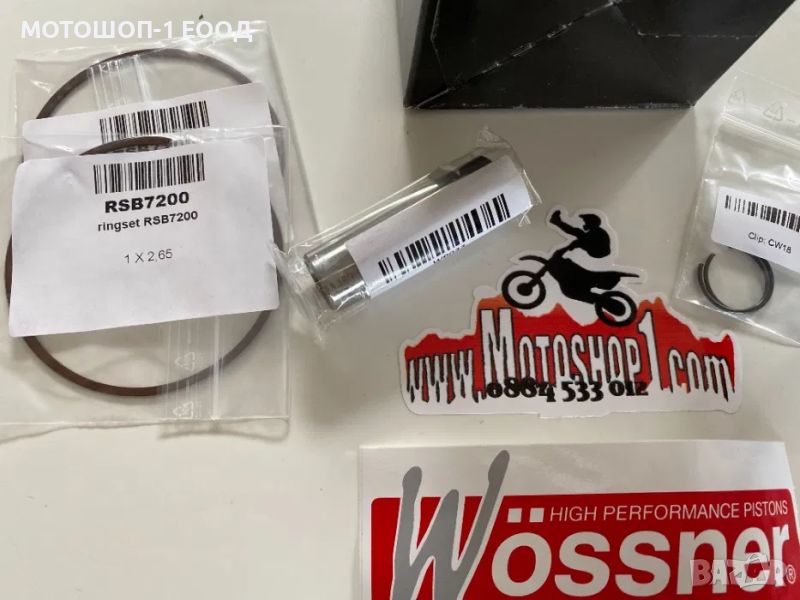 МОТОШОП-1 ЕООД
RSB7200
ringset RSB7200
1 X 2,65
Clip: CW18
www.Motoshop1.com
0884 533 012
HIGH PERFORMANCE PISTONS
Wössner®
BAZAR